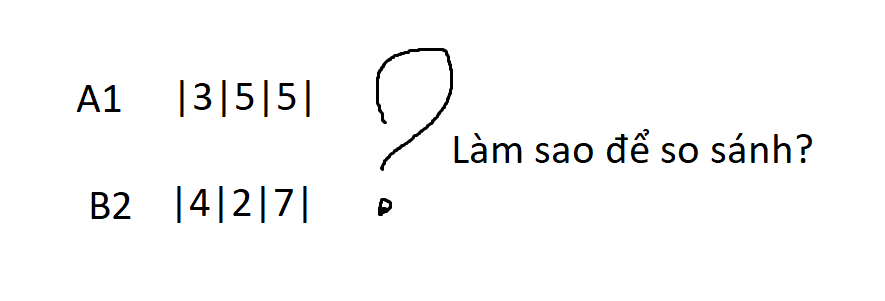 A1 |3|5|5|
Làm sao để so sánh?
B2 |4|2|7|